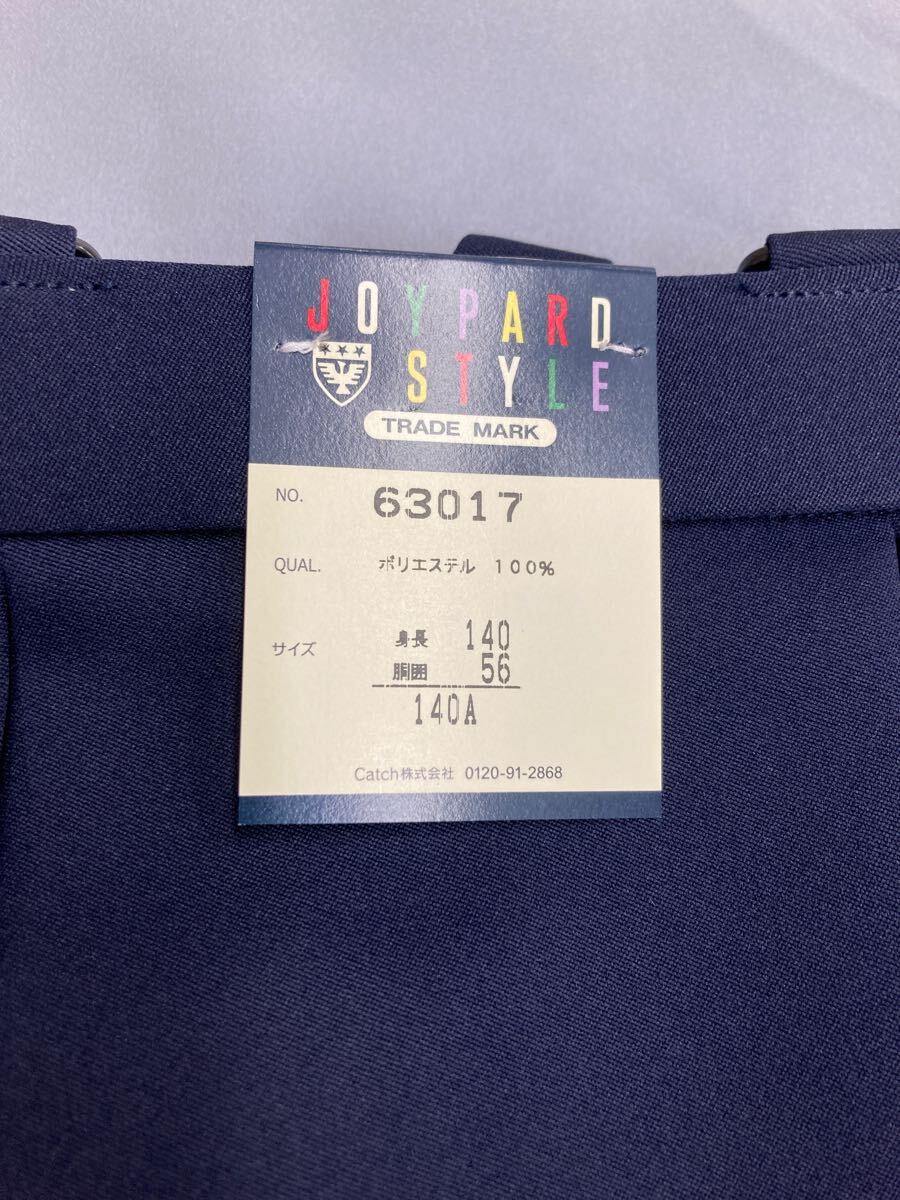 JOYPARD
STYLE
TRADE MARK
NO. 63017
QUAL. ポリエステル 100%
サイズ 身長 140
胴囲 56
140A
Catch株式会社 0120-91-2868